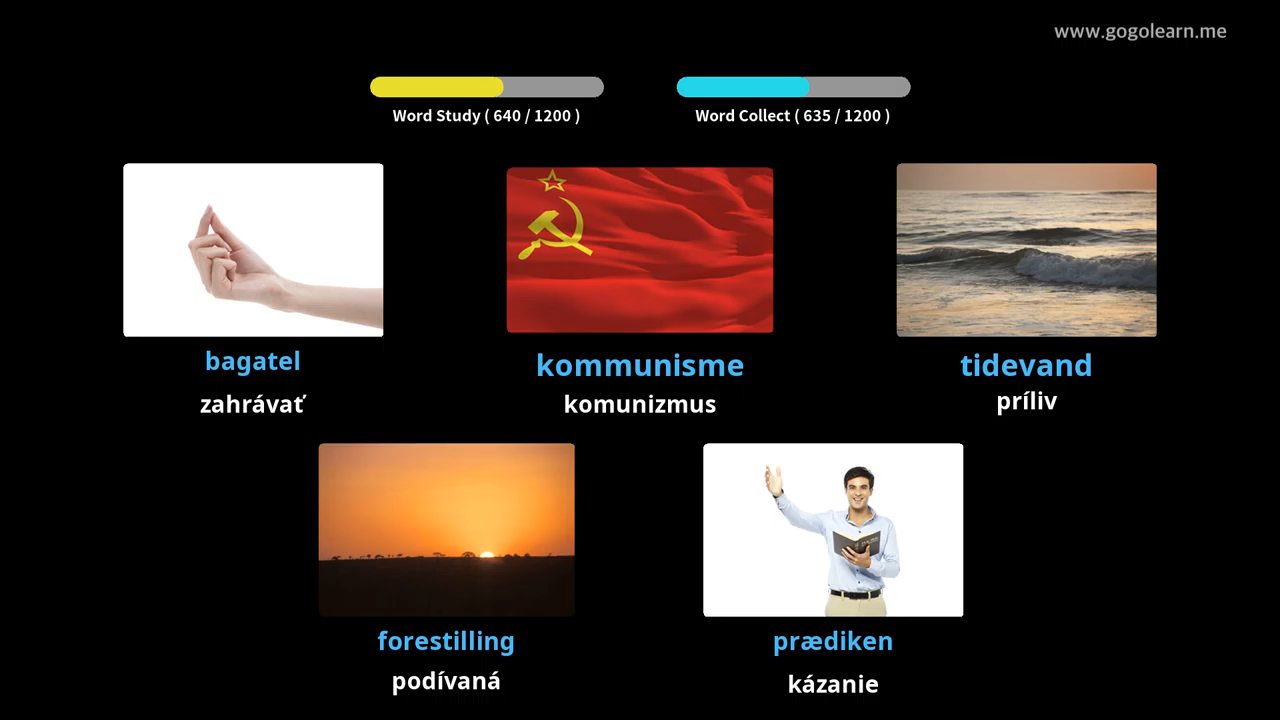 www.gogolearn.me
Word Study ( 640 / 1200 )
Word Collect ( 635 / 1200 )
bagatel
kommunisme
tidevand
zahrávať
komunizmus
príliv
forestilling
prædiken
podívaná
kázanie